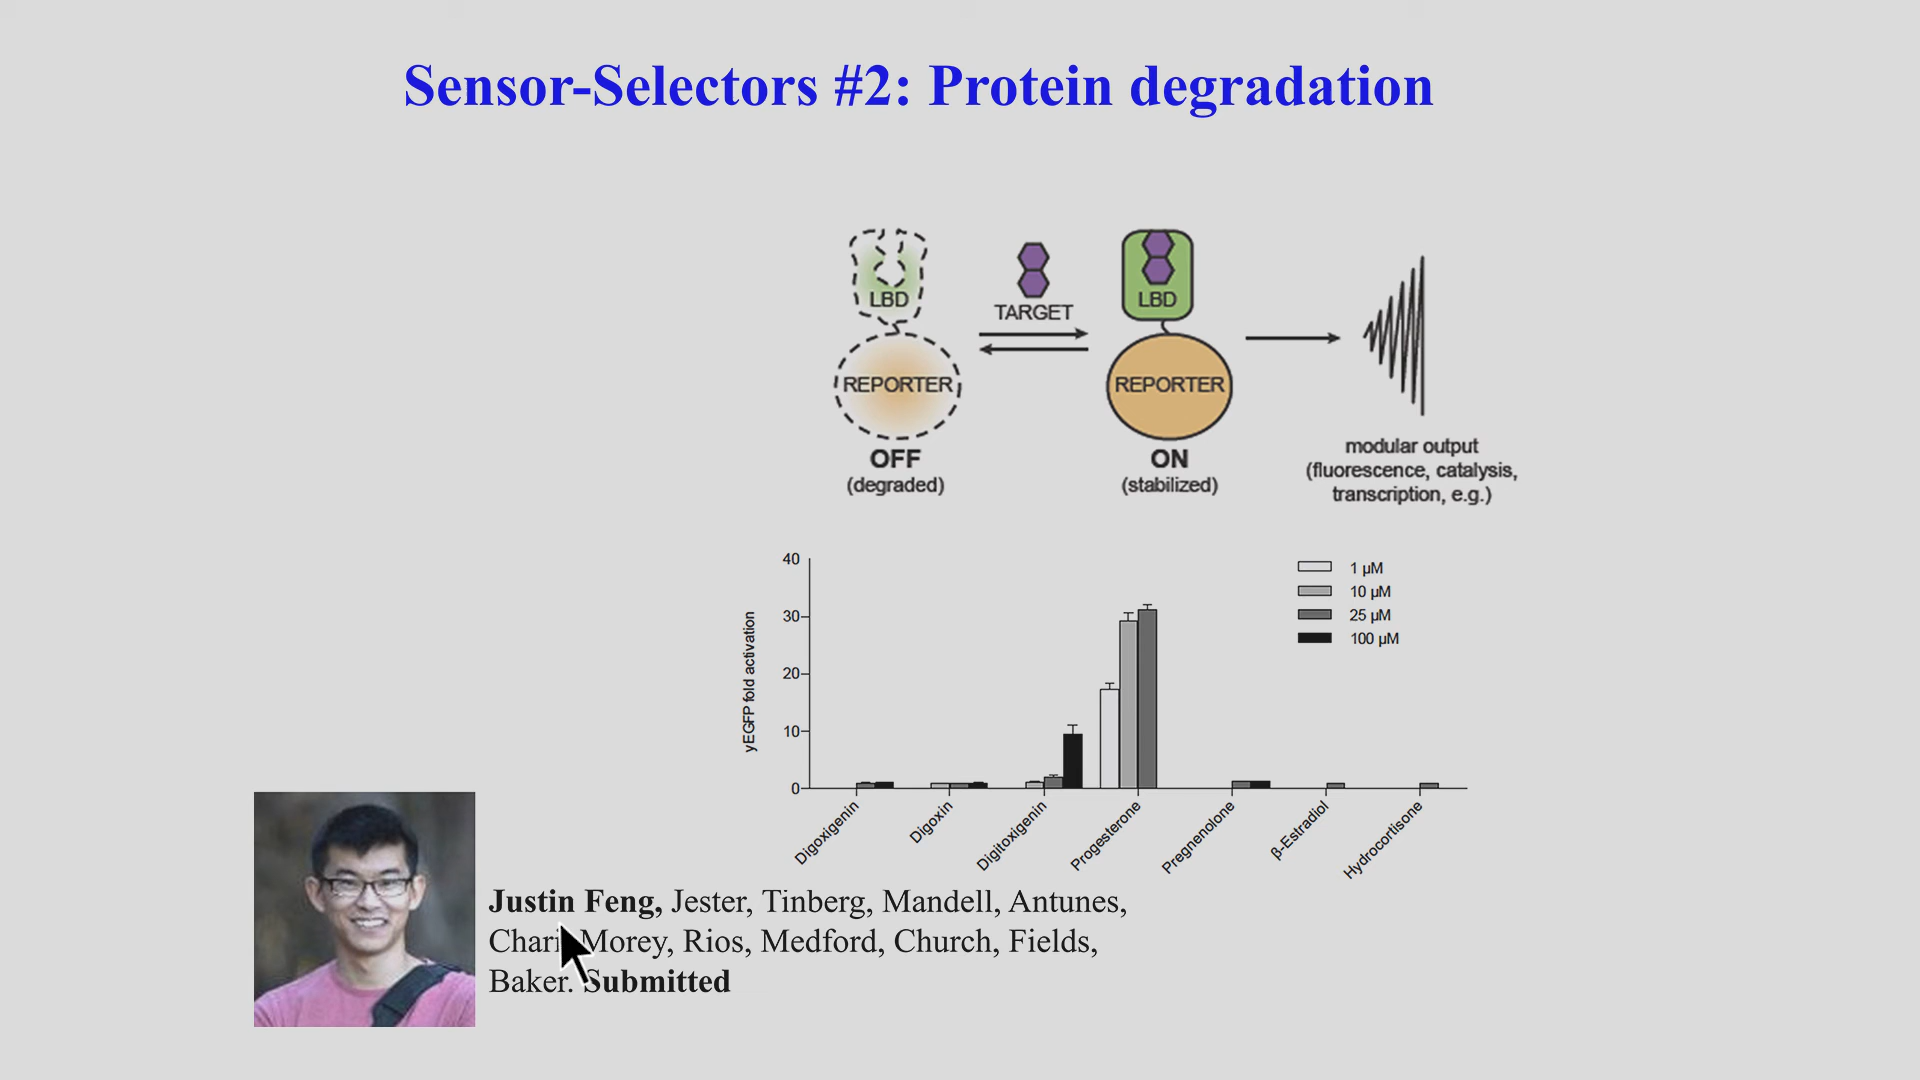 Sensor-Selectors #2: Protein degradation
LBD
TARGET
LBD
REPORTER
REPORTER
OFF
(degraded)
ON
(stabilized)
modular output
(fluorescence, catalysis,
transcription, e.g.)
yEGFP fold activation
40
30
20
10
0
1 µM
10 µM
25 µM
100 µM
Digoxigenin
Digoxin
Digitoxigenin
Progesterone
Pregnenolone
β-Estradiol
Hydrocortisone
Justin Feng, Jester, Tinberg, Mandell, Antunes,
Morey, Rios, Medford, Church, Fields,
Baker. Submitted